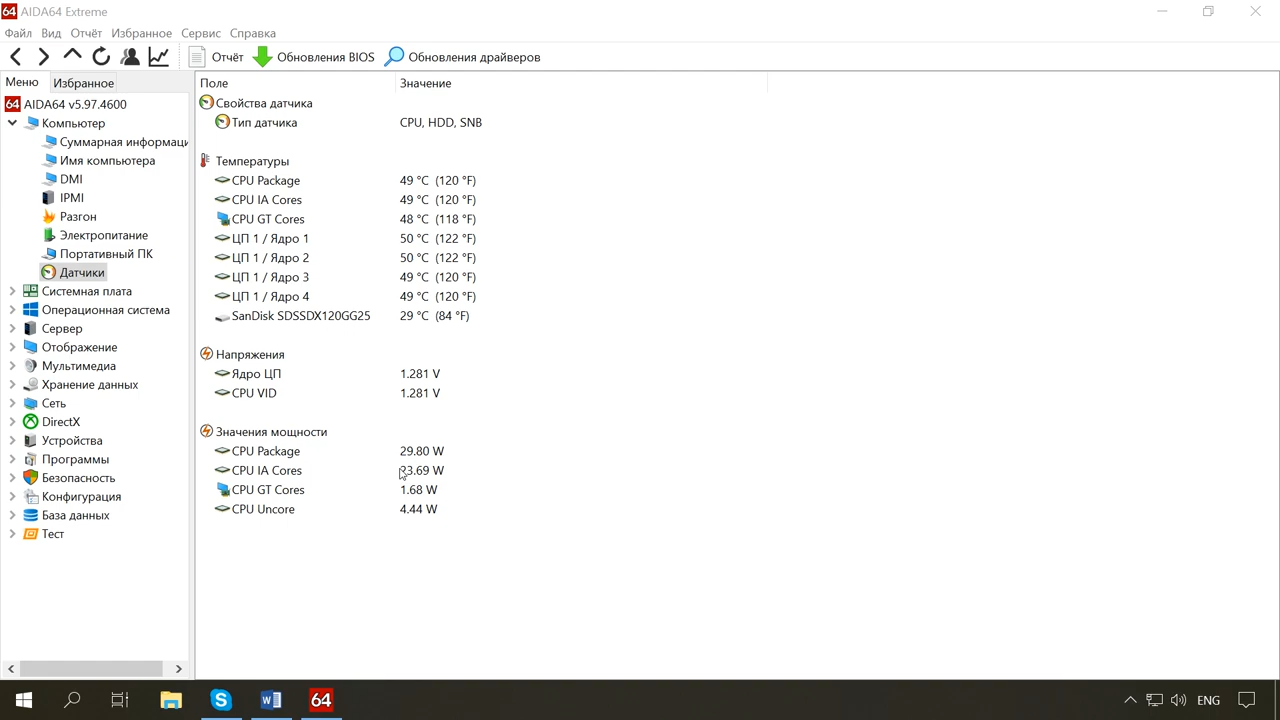 64 AIDA64 Extreme
Файл Вид Отчёт Избранное Сервис Справка
Отчёт Обновления BIOS Обновления драйверов
Меню Избранное
64 AIDA64 v5.97.4600
Компьютер
Суммарная информаци
Имя компьютера
DMI
IPMI
Разгон
Электропитание
Портативный ПК
Датчики
Системная плата
Операционная система
Сервер
Отображение
Мультимедиа
Хранение данных
Сеть
DirectX
Устройства
Программы
Безопасность
Конфигурация
База данных
Тест
Поле Значение
Свойства датчика
Тип датчика CPU, HDD, SNB
Температуры
CPU Package 49 °C (120 °F)
CPU IA Cores 49 °C (120 °F)
CPU GT Cores 48 °C (118 °F)
ЦП 1 / Ядро 1 50 °C (122 °F)
ЦП 1 / Ядро 2 50 °C (122 °F)
ЦП 1 / Ядро 3 49 °C (120 °F)
ЦП 1 / Ядро 4 49 °C (120 °F)
SanDisk SDSSDX120GG25 29 °C (84 °F)
Напряжения
Ядро ЦП 1.281 V
CPU VID 1.281 V
Значения мощности
CPU Package 29.80 W
CPU IA Cores 23.69 W
CPU GT Cores 1.68 W
CPU Uncore 4.44 W
64 ENG